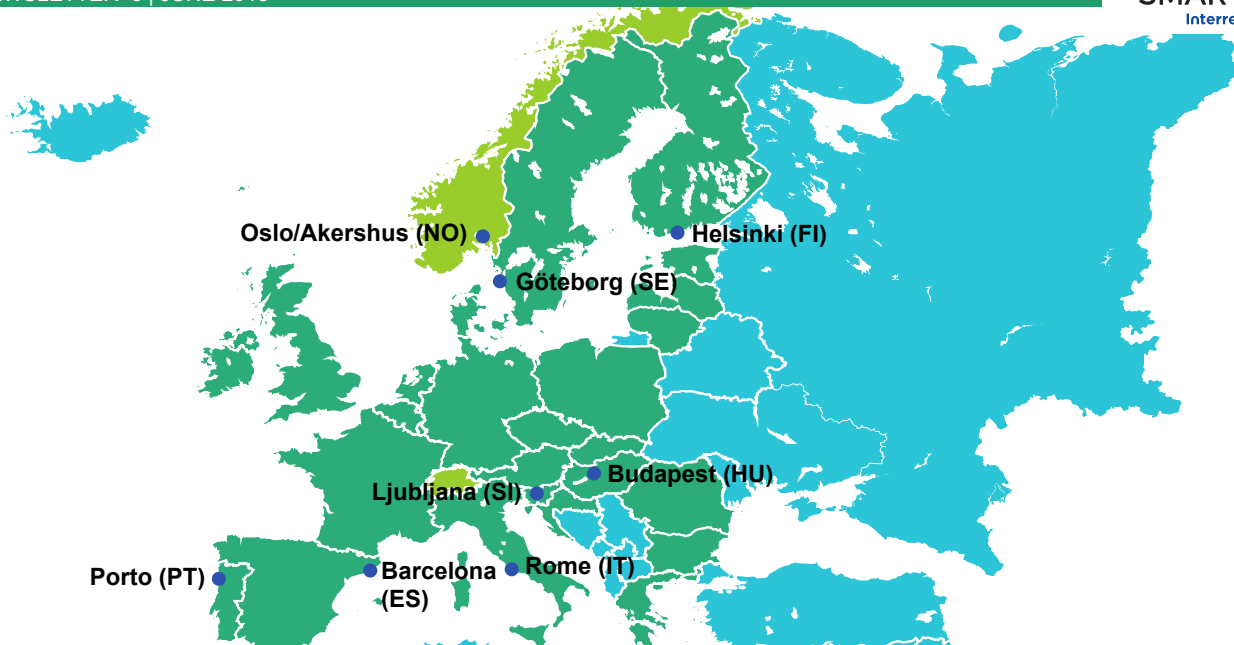 Interre
Oslo/Akershus (NO)
Helsinki (FI)
Göteborg (SE)
Budapest (HU)
Ljubljana (SI)
Rome (IT)
Porto (PT)
Barcelona
(ES)